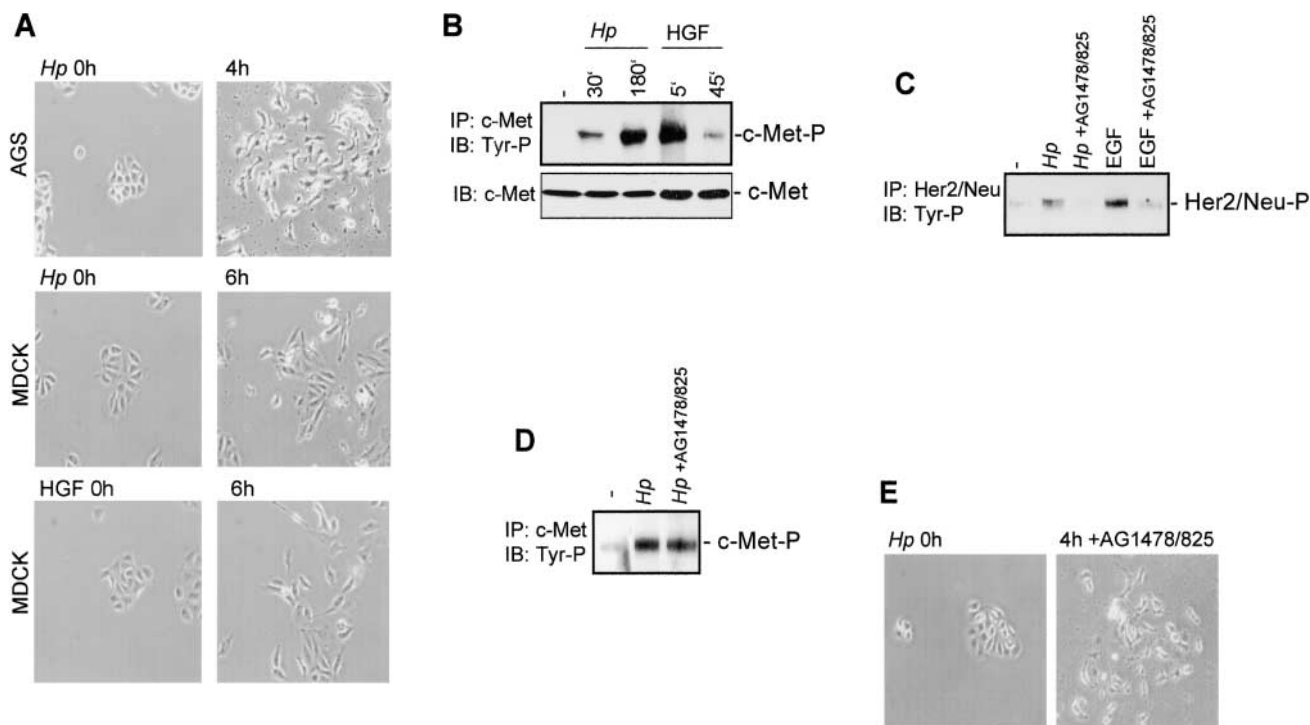 A
Hp 0h 4h
AGS
Hp 0h 6h
MDCK
HGF 0h 6h
MDCK
B
Hp HGF
- 30' 180' 5' 45'
IP: c-Met
IB: Tyr-P
-c-Met-P
IB: c-Met - c-Met
C
- Hp Hp +AG1478/825 EGF EGF +AG1478/825
IP: Her2/Neu
IB: Tyr-P
- Her2/Neu-P
D
- Hp Hp +AG1478/825
IP: c-Met
IB: Tyr-P
- c-Met-P
E
Hp 0h 4h +AG1478/825